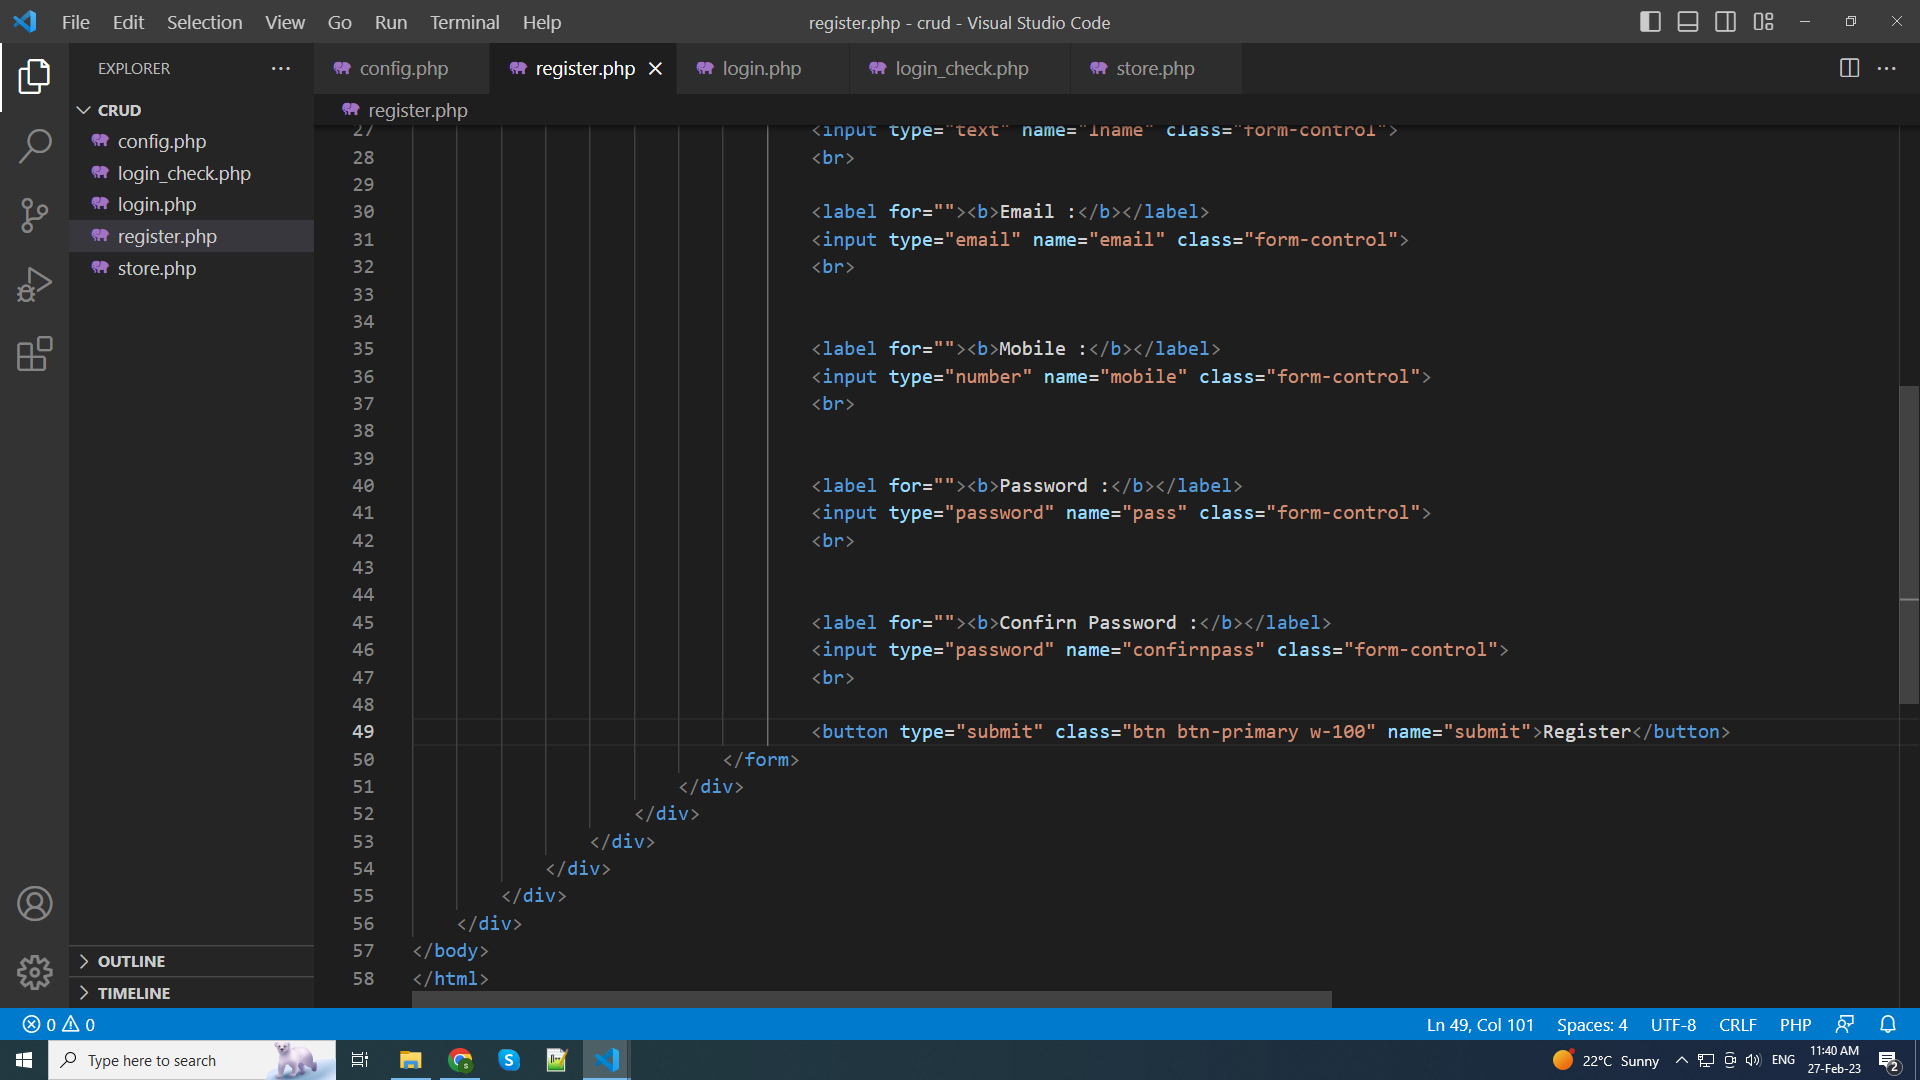 File Edit Selection View Go Run Terminal Help
register.php - crud - Visual Studio Code
EXPLORER
CRUD
config.php
login_check.php
login.php
register.php
store.php
OUTLINE
TIMELINE
config.php register.php login.php login_check.php store.php
register.php
27 <input type="text" name="lname" class="form-control">
28 <br>
29
30 <label for=""><b>Email :</b></label>
31 <input type="email" name="email" class="form-control">
32 <br>
33
34
35 <label for=""><b>Mobile :</b></label>
36 <input type="number" name="mobile" class="form-control">
37 <br>
38
39
40 <label for=""><b>Password :</b></label>
41 <input type="password" name="pass" class="form-control">
42 <br>
43
44
45 <label for=""><b>Confirn Password :</b></label>
46 <input type="password" name="confirnpass" class="form-control">
47 <br>
48
49 <button type="submit" class="btn btn-primary w-100" name="submit">Register</button>
50 </form>
51 </div>
52 </div>
53 </div>
54 </div>
55 </div>
56 </div>
57 </body>
58 </html>
0 0
Ln 49, Col 101 Spaces: 4 UTF-8 CRLF PHP
Type here to search
22°C Sunny
ENG
11:40 AM
27-Feb-23
2